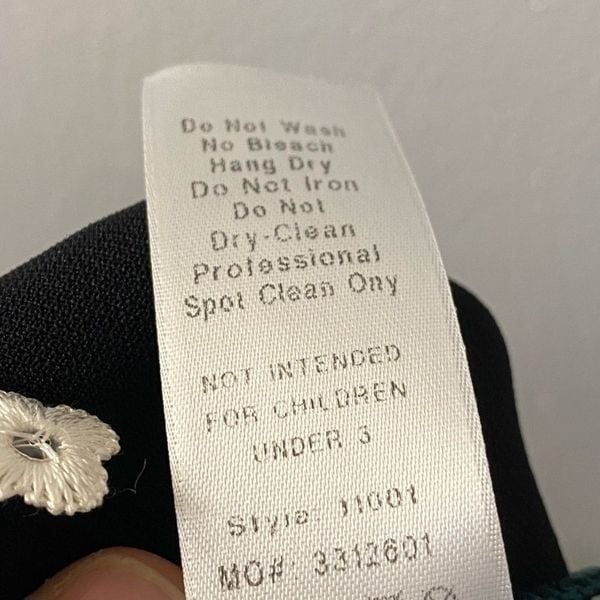 Do Not Wash
No Bleach
Hang Dry
Do Not Iron
Do Not
Dry-Clean
Professional
Spot Clean Ony
NOT INTENDED
FOR CHILDREN
UNDER 3
Style: 11001
MO#: 3312601